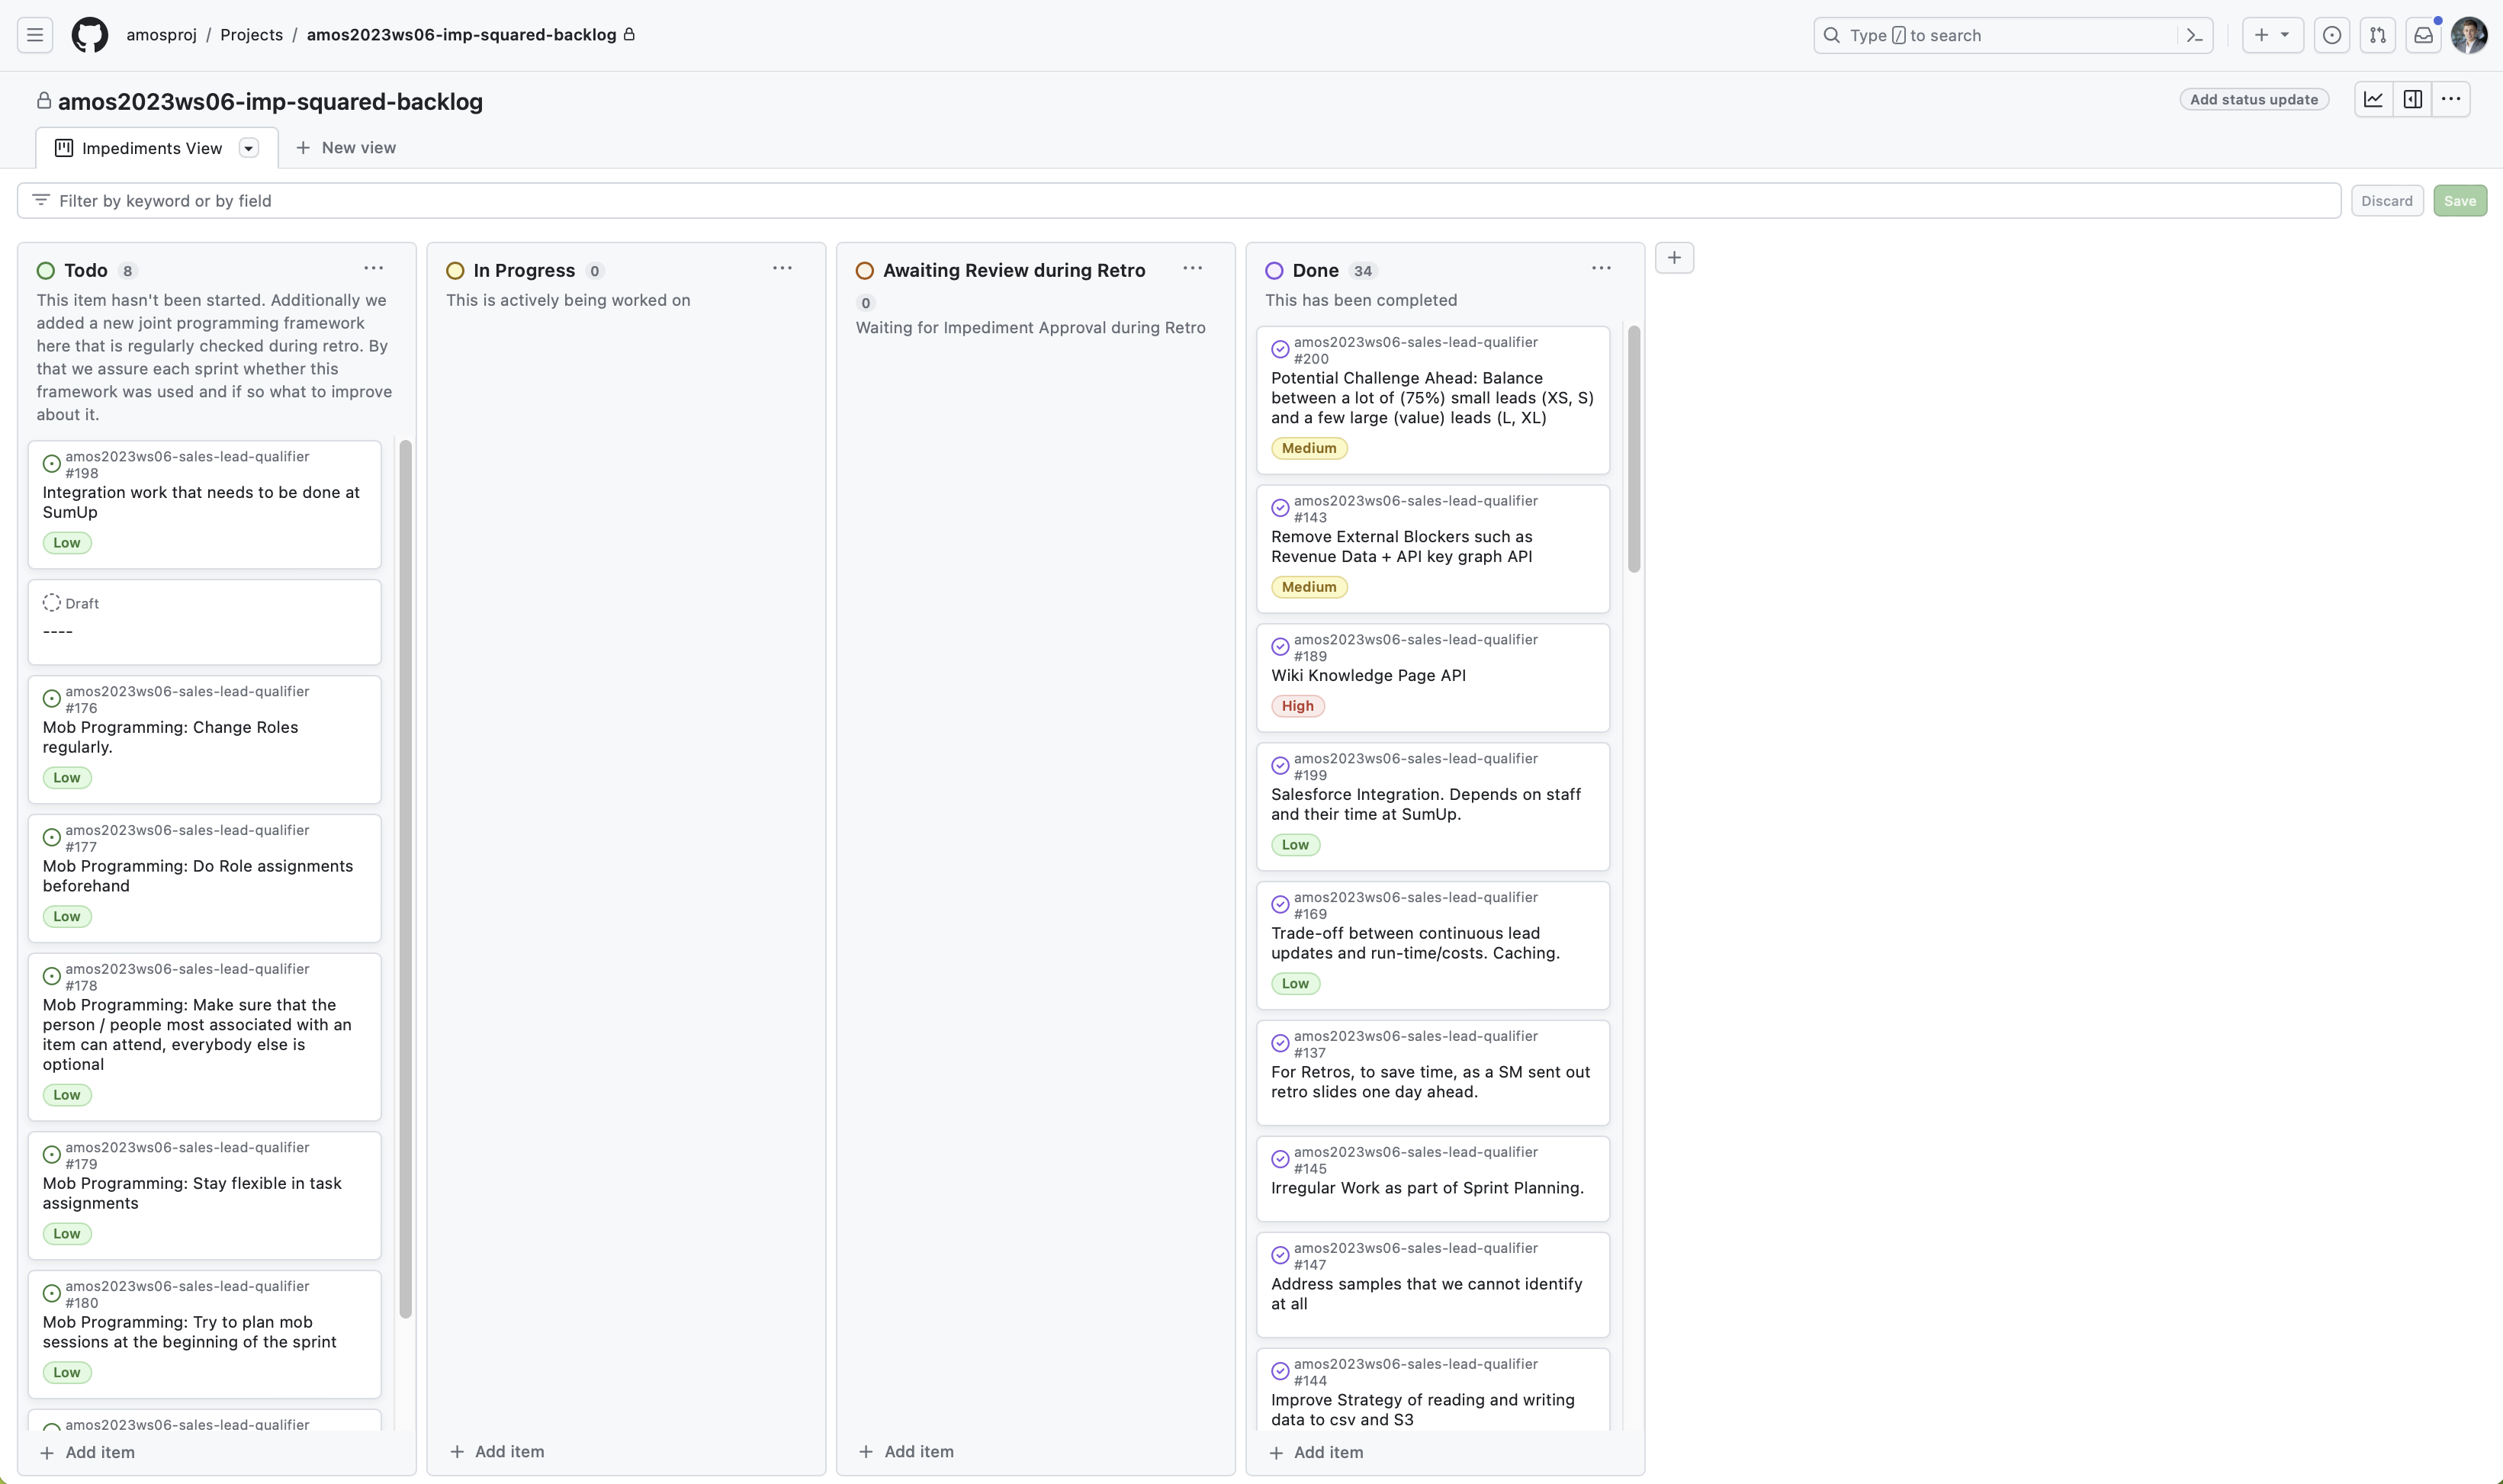 amosproj / Projects / amos2023ws06-imp-squared-backlog
Type / to search
amos2023ws06-imp-squared-backlog
Add status update
Impediments View
New view
Filter by keyword or by field
Discard
Save
Todo 8
This item hasn't been started. Additionally we
added a new joint programming framework
here that is regularly checked during retro. By
that we assure each sprint whether this
framework was used and if so what to improve
about it.
amos2023ws06-sales-lead-qualifier
#198
Integration work that needs to be done at
SumUp
Low
Draft
----
amos2023ws06-sales-lead-qualifier
#176
Mob Programming: Change Roles
regularly.
Low
amos2023ws06-sales-lead-qualifier
#177
Mob Programming: Do Role assignments
beforehand
Low
amos2023ws06-sales-lead-qualifier
#178
Mob Programming: Make sure that the
person / people most associated with an
item can attend, everybody else is
optional
Low
amos2023ws06-sales-lead-qualifier
#179
Mob Programming: Stay flexible in task
assignments
Low
amos2023ws06-sales-lead-qualifier
#180
Mob Programming: Try to plan mob
sessions at the beginning of the sprint
Low
amos2023ws06-sales-lead-qualifier
+ Add item
In Progress 0
This is actively being worked on
+ Add item
Awaiting Review during Retro
0
Waiting for Impediment Approval during Retro
+ Add item
Done 34
This has been completed
amos2023ws06-sales-lead-qualifier
#200
Potential Challenge Ahead: Balance
between a lot of (75%) small leads (XS, S)
and a few large (value) leads (L, XL)
Medium
amos2023ws06-sales-lead-qualifier
#143
Remove External Blockers such as
Revenue Data + API key graph API
Medium
amos2023ws06-sales-lead-qualifier
#189
Wiki Knowledge Page API
High
amos2023ws06-sales-lead-qualifier
#199
Salesforce Integration. Depends on staff
and their time at SumUp.
Low
amos2023ws06-sales-lead-qualifier
#169
Trade-off between continuous lead
updates and run-time/costs. Caching.
Low
amos2023ws06-sales-lead-qualifier
#137
For Retros, to save time, as a SM sent out
retro slides one day ahead.
amos2023ws06-sales-lead-qualifier
#145
Irregular Work as part of Sprint Planning.
amos2023ws06-sales-lead-qualifier
#147
Address samples that we cannot identify
at all
amos2023ws06-sales-lead-qualifier
#144
Improve Strategy of reading and writing
data to csv and S3
+ Add item